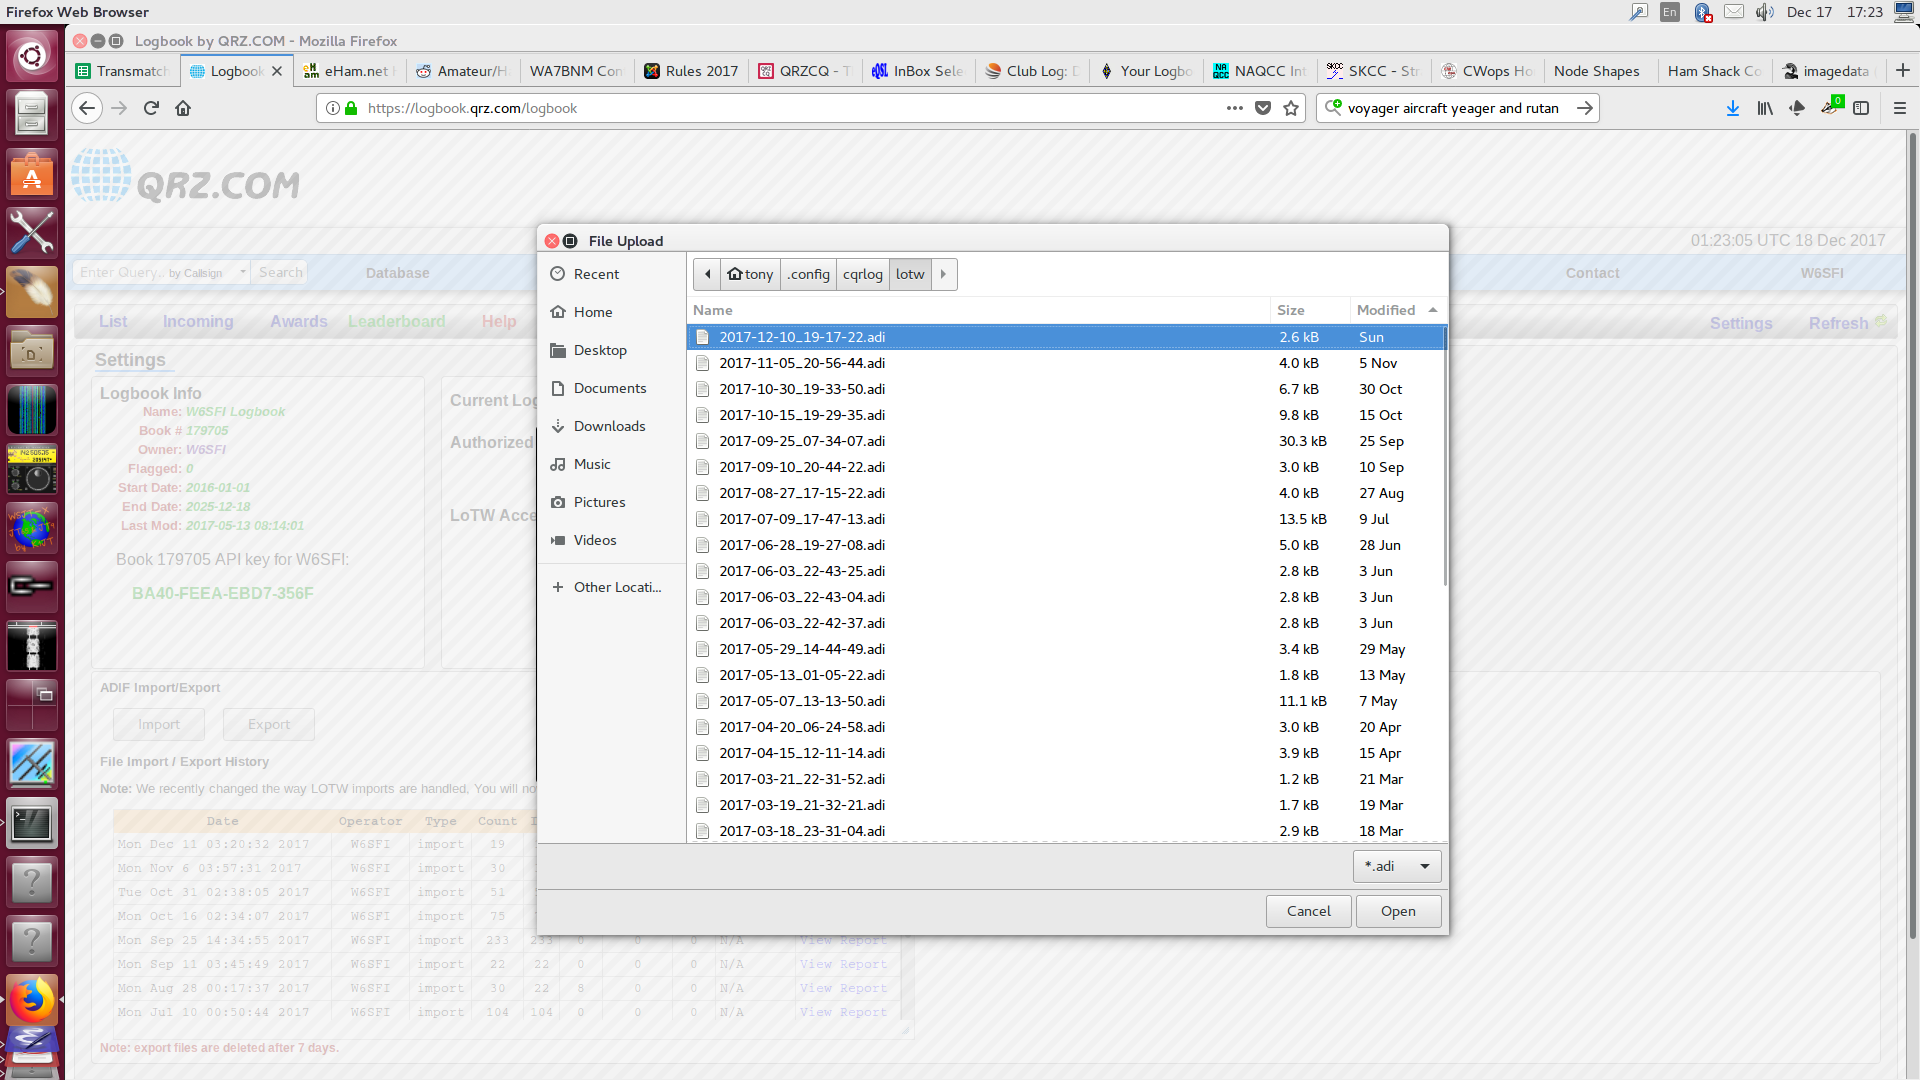 Firefox Web Browser
En
Dec 17
17:23
Logbook by QRZ.COM - Mozilla Firefox
Transmatch
Logbook
eHam.net
Amateur/H
WA7BNM Con
Rules 2017
QRZCQ - T
InBox Sele
Club Log: D
Your Logbo
NAQCC Int
SKCC - Str
CWops Ho
Node Shapes
Ham Shack Co
imagedata
https://logbook.qrz.com/logbook
voyager aircraft yeager and rutan
0
QRZ.COM
01:23:05 UTC 18 Dec 2017
Enter Query.. by Callsign
Search
Database
Contact
W6SFI
List
Incoming
Awards
Leaderboard
Help
Settings
Refresh
Settings
Logbook Info
Name: W6SFI Logbook
Book # 179705
Owner: W6SFI
Flagged: 0
Start Date: 2016-01-01
End Date: 2025-12-18
Last Mod: 2017-05-13 08:14:01
Book 179705 API key for W6SFI:
BA40-FEEA-EBD7-356F
Current Log
Authorized
LoTW Acce
ADIF Import/Export
Import
Export
File Import / Export History
Note: We recently changed the way LOTW imports are handled. You will no
Date Operator Type Count
Mon Dec 11 03:20:32 2017 W6SFI import 19
Mon Nov 6 03:57:31 2017 W6SFI import 30
Tue Oct 31 02:38:05 2017 W6SFI import 51
Mon Oct 16 02:34:07 2017 W6SFI import 75
Mon Sep 25 14:34:55 2017 W6SFI import 233 233 0 0 0 N/A View Report
Mon Sep 11 03:45:49 2017 W6SFI import 22 22 0 0 0 N/A View Report
Mon Aug 28 00:17:37 2017 W6SFI import 30 22 8 0 0 N/A View Report
Mon Jul 10 00:50:44 2017 W6SFI import 104 104 0 0 0 N/A View Report
Note: export files are deleted after 7 days.
File Upload
Recent
Home
Desktop
Documents
Downloads
Music
Pictures
Videos
Other Locati...
tony
.config
cqrlog
lotw
Name Size Modified
2017-12-10_19-17-22.adi 2.6 kB Sun
2017-11-05_20-56-44.adi 4.0 kB 5 Nov
2017-10-30_19-33-50.adi 6.7 kB 30 Oct
2017-10-15_19-29-35.adi 9.8 kB 15 Oct
2017-09-25_07-34-07.adi 30.3 kB 25 Sep
2017-09-10_20-44-22.adi 3.0 kB 10 Sep
2017-08-27_17-15-22.adi 4.0 kB 27 Aug
2017-07-09_17-47-13.adi 13.5 kB 9 Jul
2017-06-28_19-27-08.adi 5.0 kB 28 Jun
2017-06-03_22-43-25.adi 2.8 kB 3 Jun
2017-06-03_22-43-04.adi 2.8 kB 3 Jun
2017-06-03_22-42-37.adi 2.8 kB 3 Jun
2017-05-29_14-44-49.adi 3.4 kB 29 May
2017-05-13_01-05-22.adi 1.8 kB 13 May
2017-05-07_13-13-50.adi 11.1 kB 7 May
2017-04-20_06-24-58.adi 3.0 kB 20 Apr
2017-04-15_12-11-14.adi 3.9 kB 15 Apr
2017-03-21_22-31-52.adi 1.2 kB 21 Mar
2017-03-19_21-32-21.adi 1.7 kB 19 Mar
2017-03-18_23-31-04.adi 2.9 kB 18 Mar
*.adi
Cancel
Open